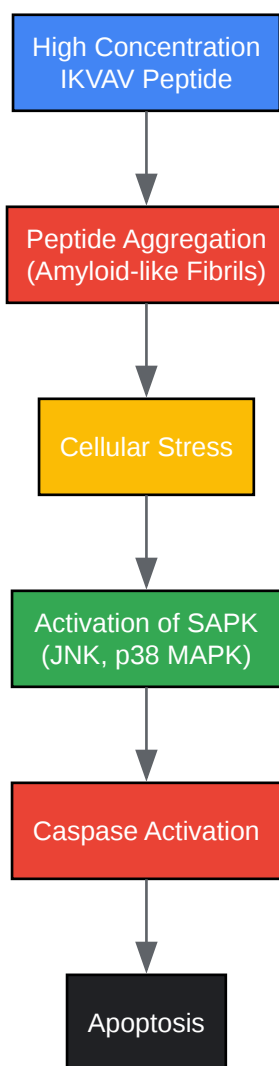 High Concentration
IKVAV Peptide
Peptide Aggregation
(Amyloid-like Fibrils)
Cellular Stress
Activation of SAPK
(JNK, p38 MAPK)
Caspase Activation
Apoptosis